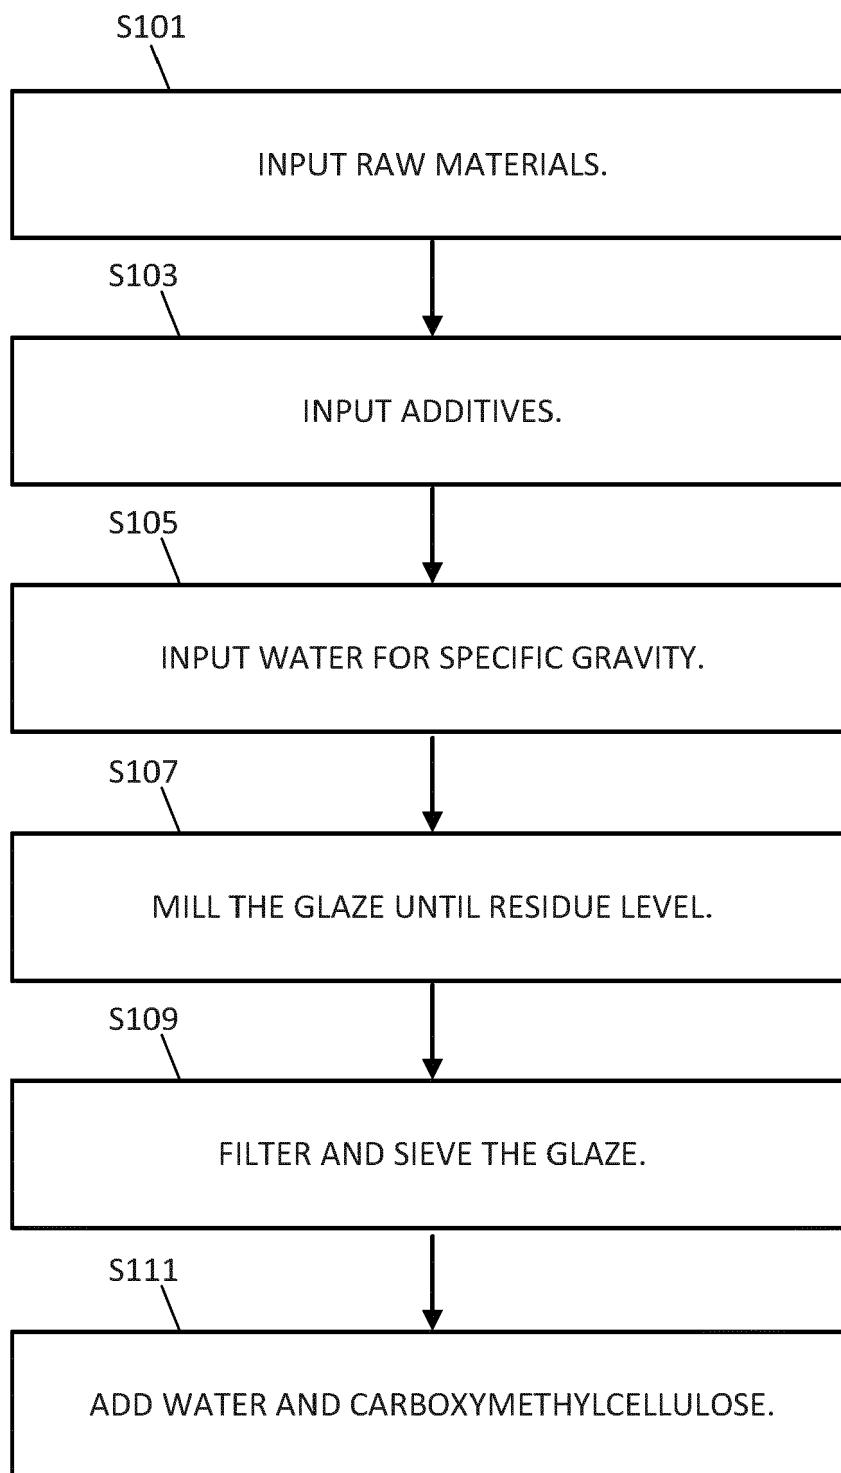 S101
INPUT RAW MATERIALS.
S103
INPUT ADDITIVES.
S105
INPUT WATER FOR SPECIFIC GRAVITY.
S107
MILL THE GLAZE UNTIL RESIDUE LEVEL.
S109
FILTER AND SIEVE THE GLAZE.
S111
ADD WATER AND CARBOXYMETHYLCELLULOSE.